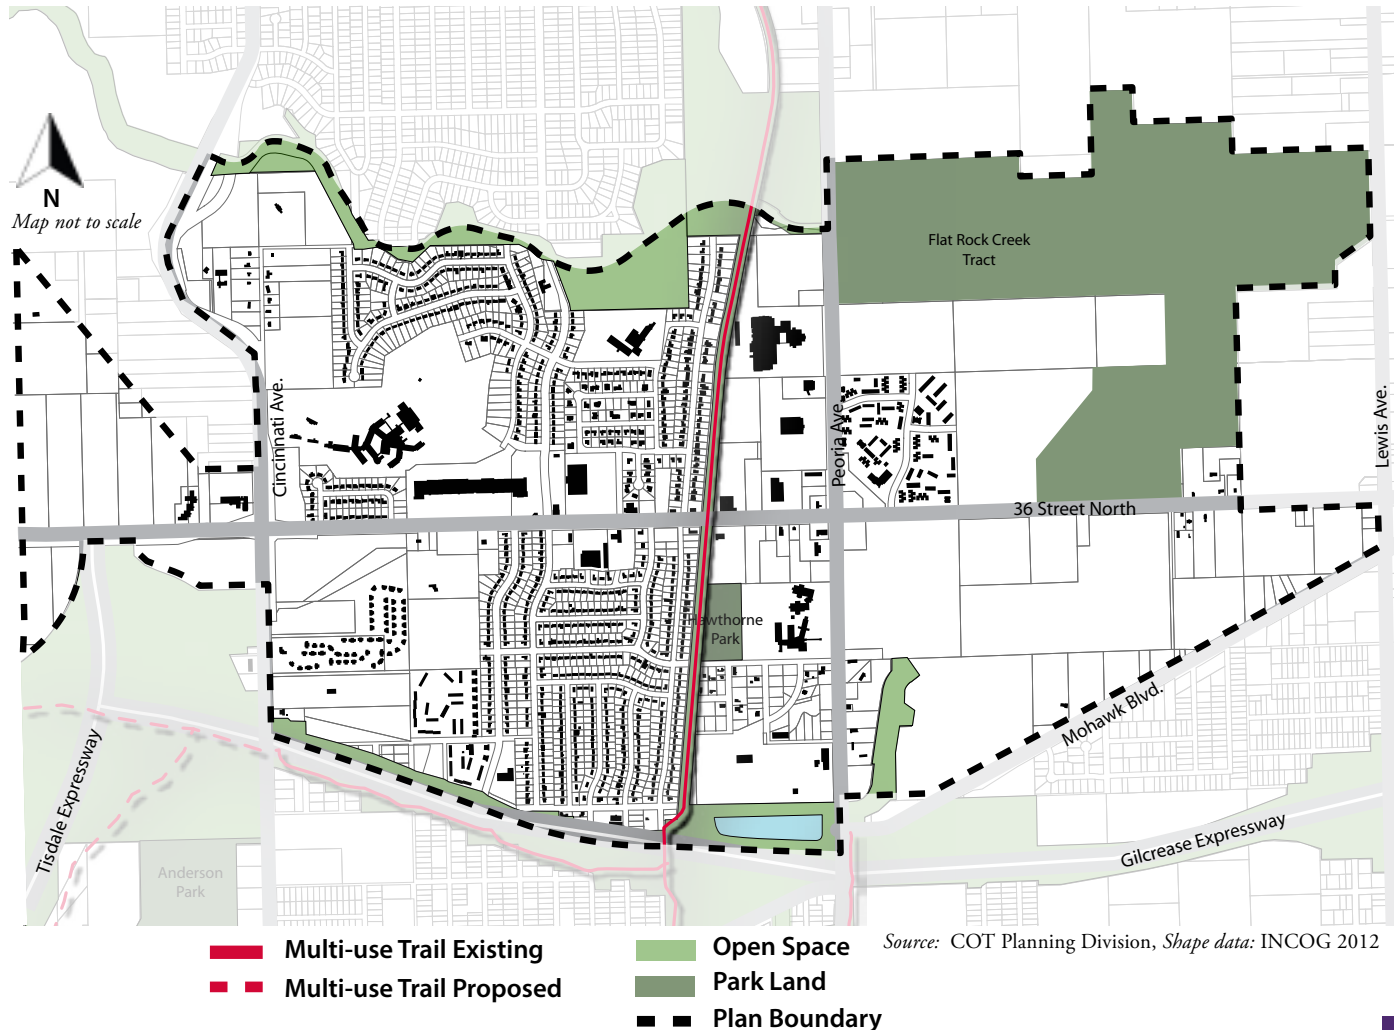 N
Map not to scale
Flat Rock Creek
Tract
Cincinnati Ave.
Peoria Ave.
Lewis Ave.
36 Street North
Hawthorne
Park
Mohawk Blvd.
Tisdale Expressway
Gilcrease Expressway
Anderson
Park
Multi-use Trail Existing
Multi-use Trail Proposed
Open Space
Park Land
Plan Boundary
Source: COT Planning Division, Shape data: INCOG 2012